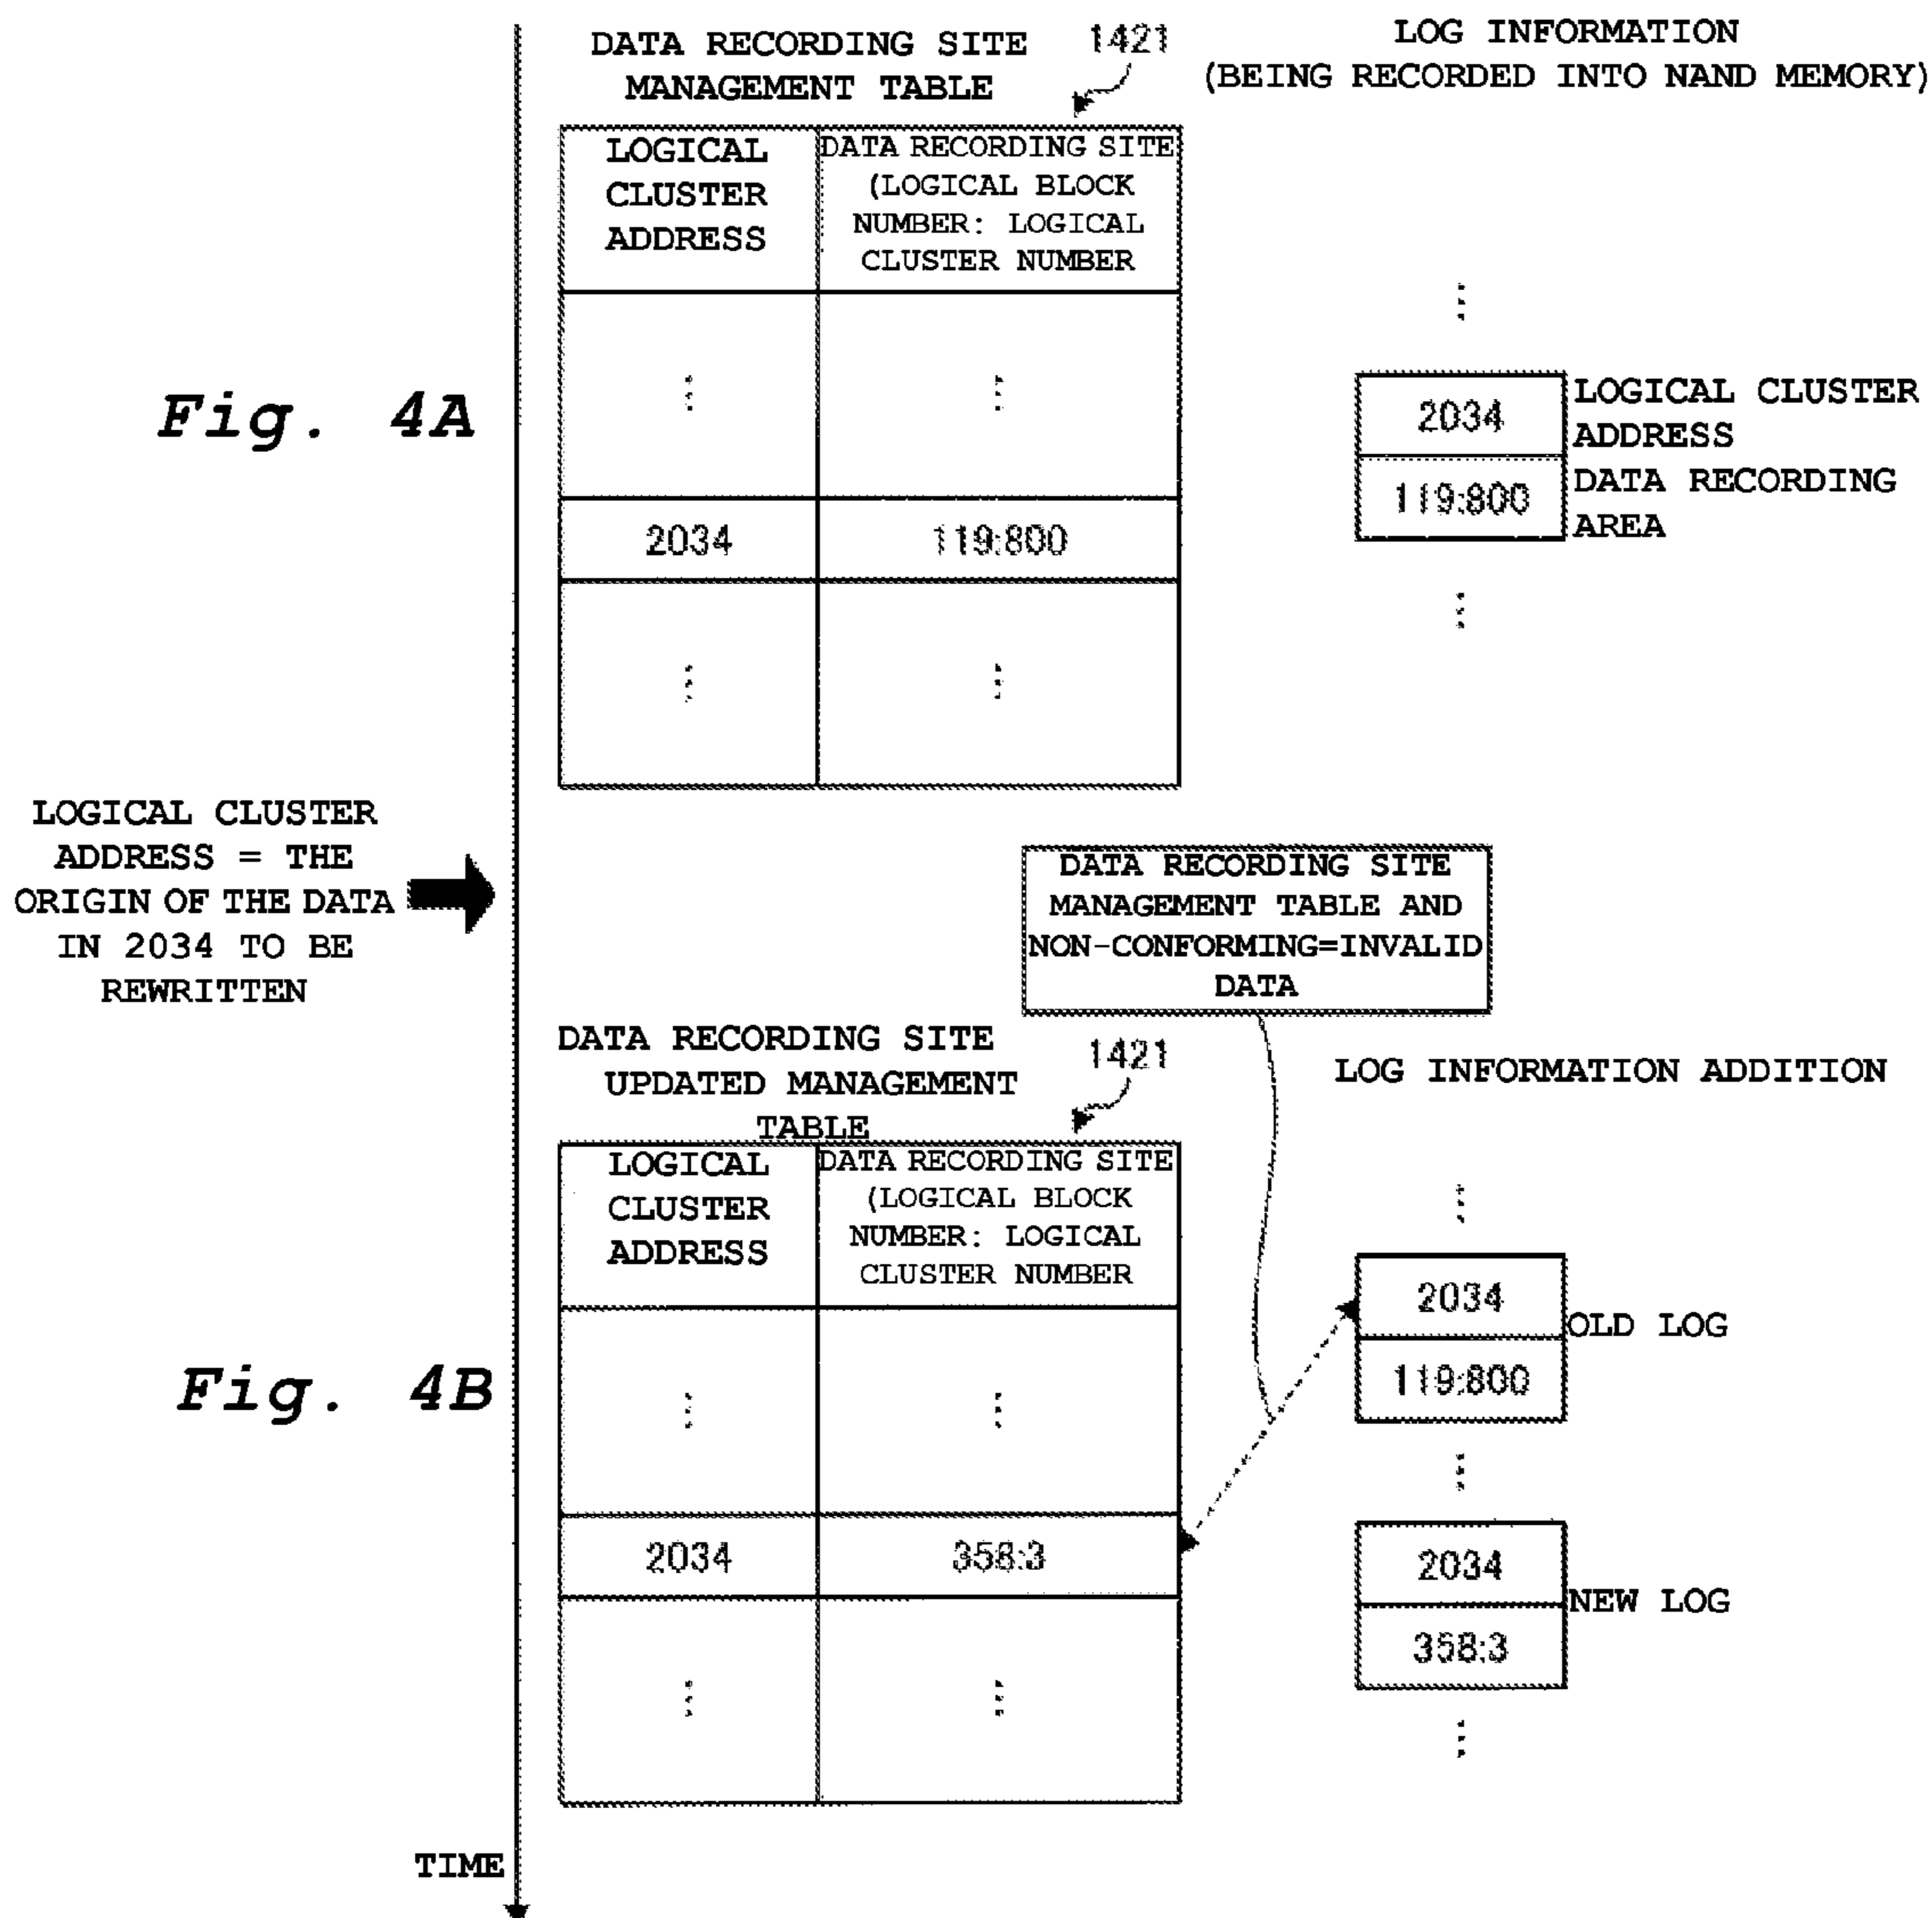 DATA RECORDING SITE
MANAGEMENT TABLE
1421
LOG INFORMATION
(BEING RECORDED INTO NAND MEMORY)
LOGICAL
CLUSTER
ADDRESS
DATA RECORDING SITE
(LOGICAL BLOCK
NUMBER: LOGICAL
CLUSTER NUMBER
⋮
⋮
⋮
Fig. 4A
2034
LOGICAL CLUSTER
ADDRESS
119:800
DATA RECORDING
AREA
2034
119:800
⋮
⋮
⋮
LOGICAL CLUSTER
ADDRESS = THE
ORIGIN OF THE DATA
IN 2034 TO BE
REWRITTEN
DATA RECORDING SITE
MANAGEMENT TABLE AND
NON-CONFORMING=INVALID
DATA
DATA RECORDING SITE
UPDATED MANAGEMENT
TABLE
1421
LOG INFORMATION ADDITION
LOGICAL
CLUSTER
ADDRESS
DATA RECORDING SITE
(LOGICAL BLOCK
NUMBER: LOGICAL
CLUSTER NUMBER
⋮
⋮
⋮
Fig. 4B
2034
119:800
OLD LOG
⋮
2034
358:3
2034
358:3
NEW LOG
⋮
⋮
⋮
TIME